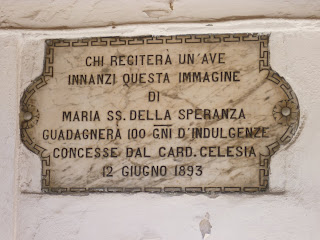 CHI REGITERÀ UN'AVE
INNANZI QUESTA IMMAGINE
DI
MARIA SS. DELLA SPERANZA
GUADAGNERÀ 100 GNI D'INDULGENZE
CONCESSE DAL CARD. CELESIA
12 GIUGNO 1893